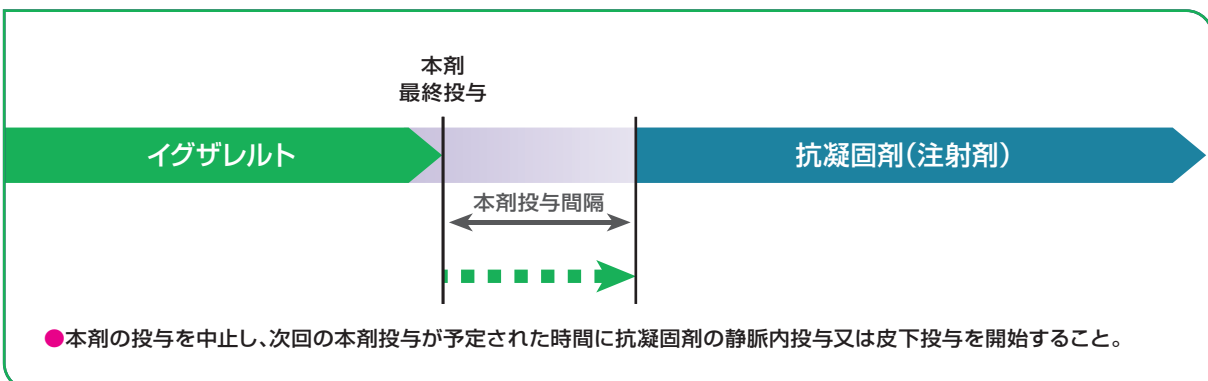 本剤
最終投与
イグザレルト
抗凝固剤(注射剤)
本剤投与間隔
●本剤の投与を中止し、次回の本剤投与が予定された時間に抗凝固剤の静脈内投与又は皮下投与を開始すること。